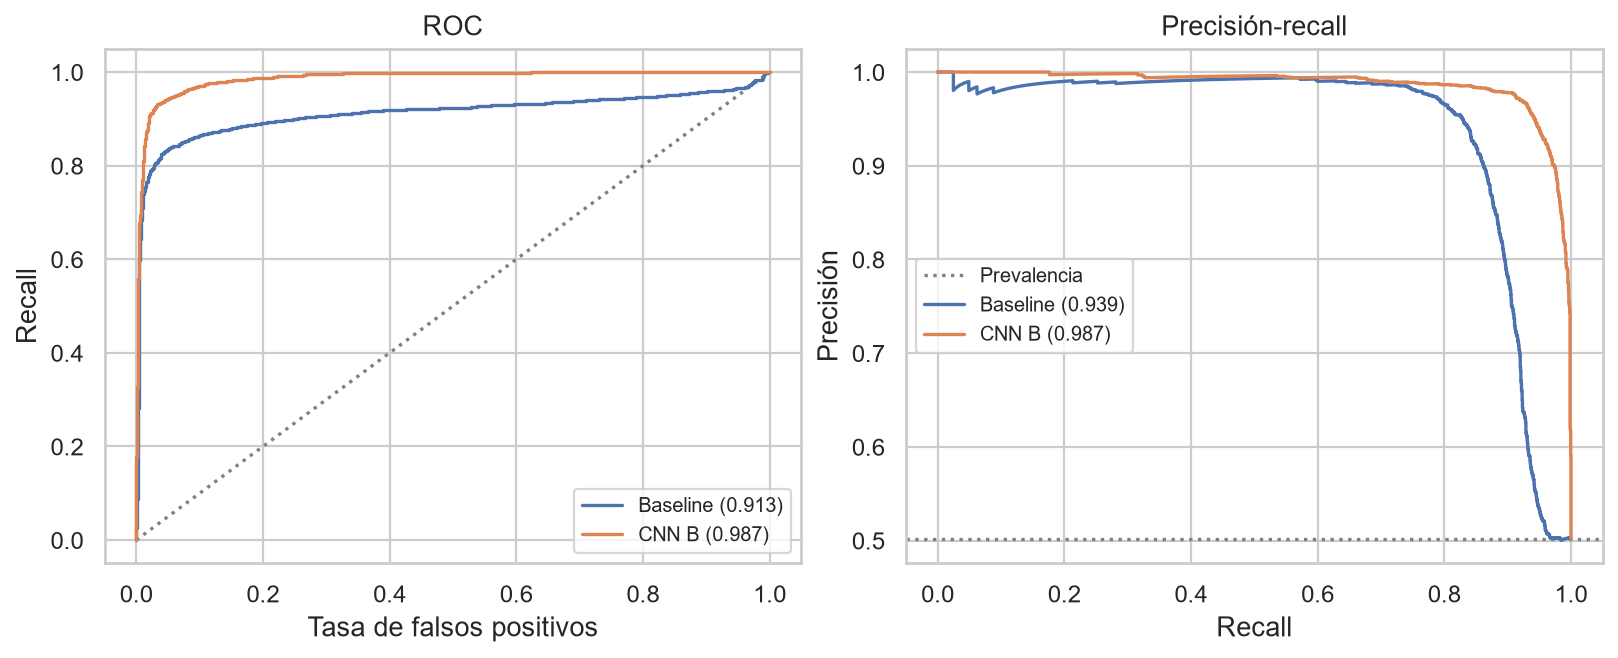 ROC
1.0
0.8
0.6
0.4
0.2
0.0
Recall
0.0 0.2 0.4 0.6 0.8 1.0
Tasa de falsos positivos
Baseline (0.913)
CNN B (0.987)
Precisión-recall
1.0
0.9
0.8
0.7
0.6
0.5
Precisión
Prevalencia
Baseline (0.939)
CNN B (0.987)
0.0 0.2 0.4 0.6 0.8 1.0
Recall